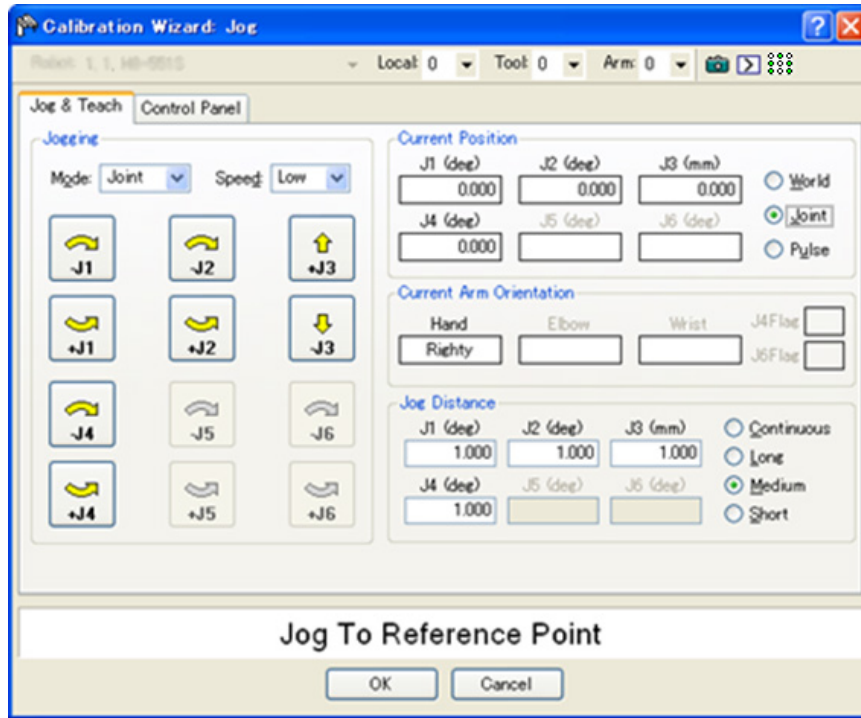 Calibration Wizard: Jog
Local: 0 Tool: 0 Arm: 0
Jog & Teach Control Panel
Jogging
Mode: Joint Speed: Low
-J1 -J2 +J3
+J1 +J2 -J3
-J4 -J5 -J6
+J4 +J5 +J6
Current Position
J1 (deg) J2 (deg) J3 (mm)
0.000 0.000 0.000
J4 (deg) J5 (deg) J6 (deg)
0.000
World
Joint
Pulse
Current Arm Orientation
Hand Elbow Wrist J4Flag
Righty J6Flag
Jog Distance
J1 (deg) J2 (deg) J3 (mm)
1.000 1.000 1.000
J4 (deg) J5 (deg) J6 (deg)
1.000
Continuous
Long
Medium
Short
Jog To Reference Point
OK Cancel